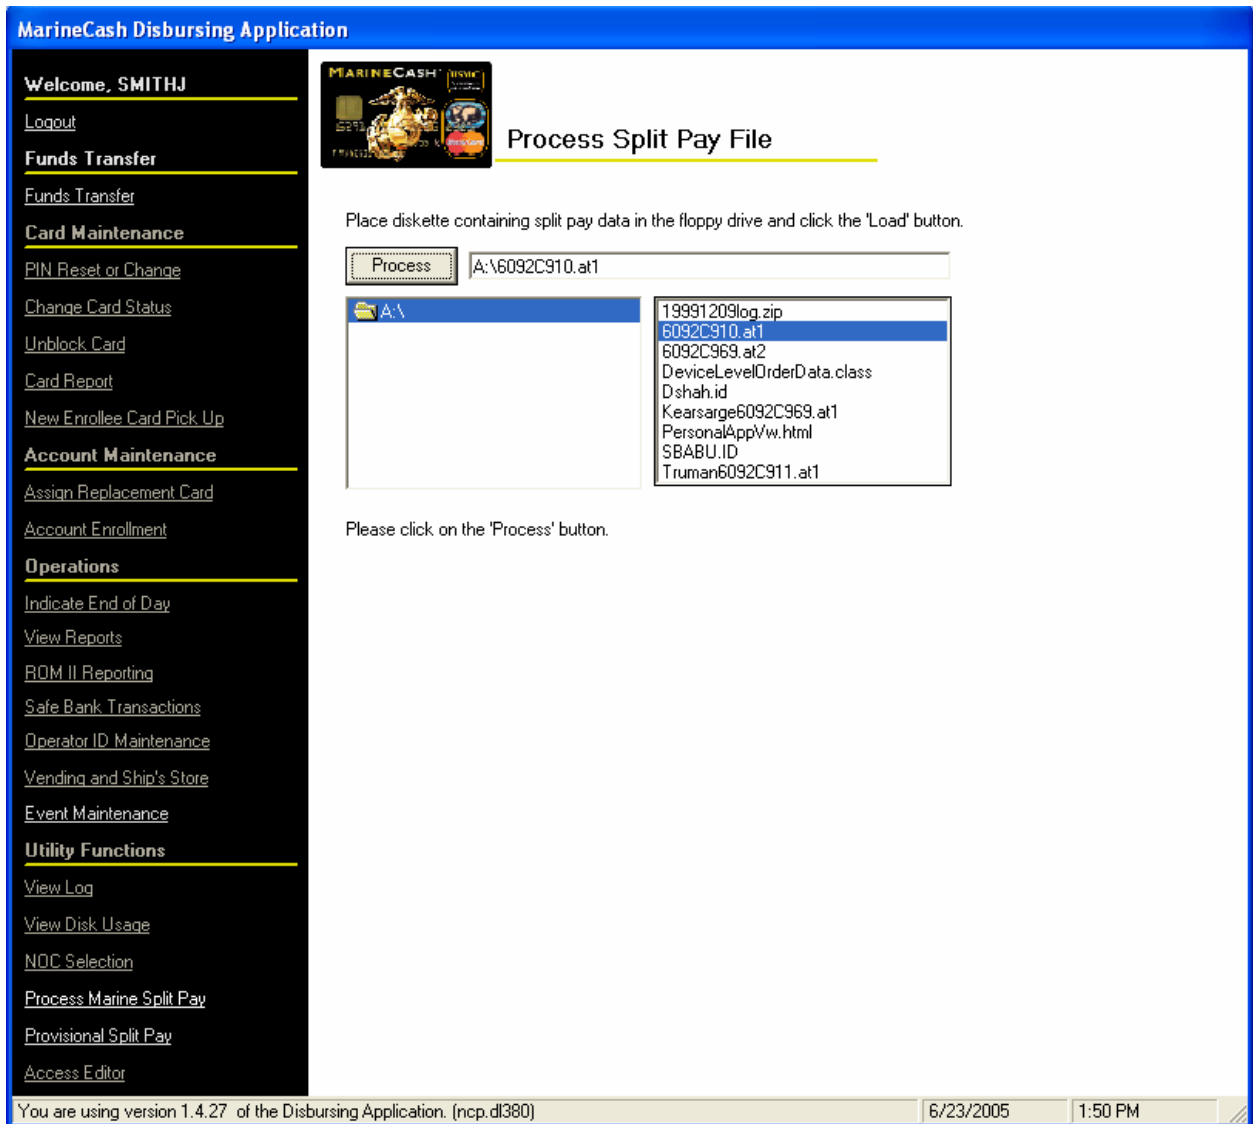 MarineCash Disbursing Application
Welcome, SMITHJ
Logout
Funds Transfer
Funds Transfer
Card Maintenance
PIN Reset or Change
Change Card Status
Unblock Card
Card Report
New Enrollee Card Pick Up
Account Maintenance
Assign Replacement Card
Account Enrollment
Operations
Indicate End of Day
View Reports
ROM II Reporting
Safe Bank Transactions
Operator ID Maintenance
Vending and Ship's Store
Event Maintenance
Utility Functions
View Log
View Disk Usage
NOC Selection
Process Marine Split Pay
Provisional Split Pay
Access Editor
MARINECASH USMC
Process Split Pay File
Place diskette containing split pay data in the floppy drive and click the 'Load' button.
Process
A:\6092C910.at1
A:\
19991209log.zip
6092C910.at1
6092C969.at2
DeviceLevelOrderData.class
Dshah.id
Kearsarge6092C969.at1
PersonalAppVw.html
SBABU.ID
Truman6092C911.at1
Please click on the 'Process' button.
You are using version 1.4.27 of the Disbursing Application. (ncp.dl380)
6/23/2005
1:50 PM